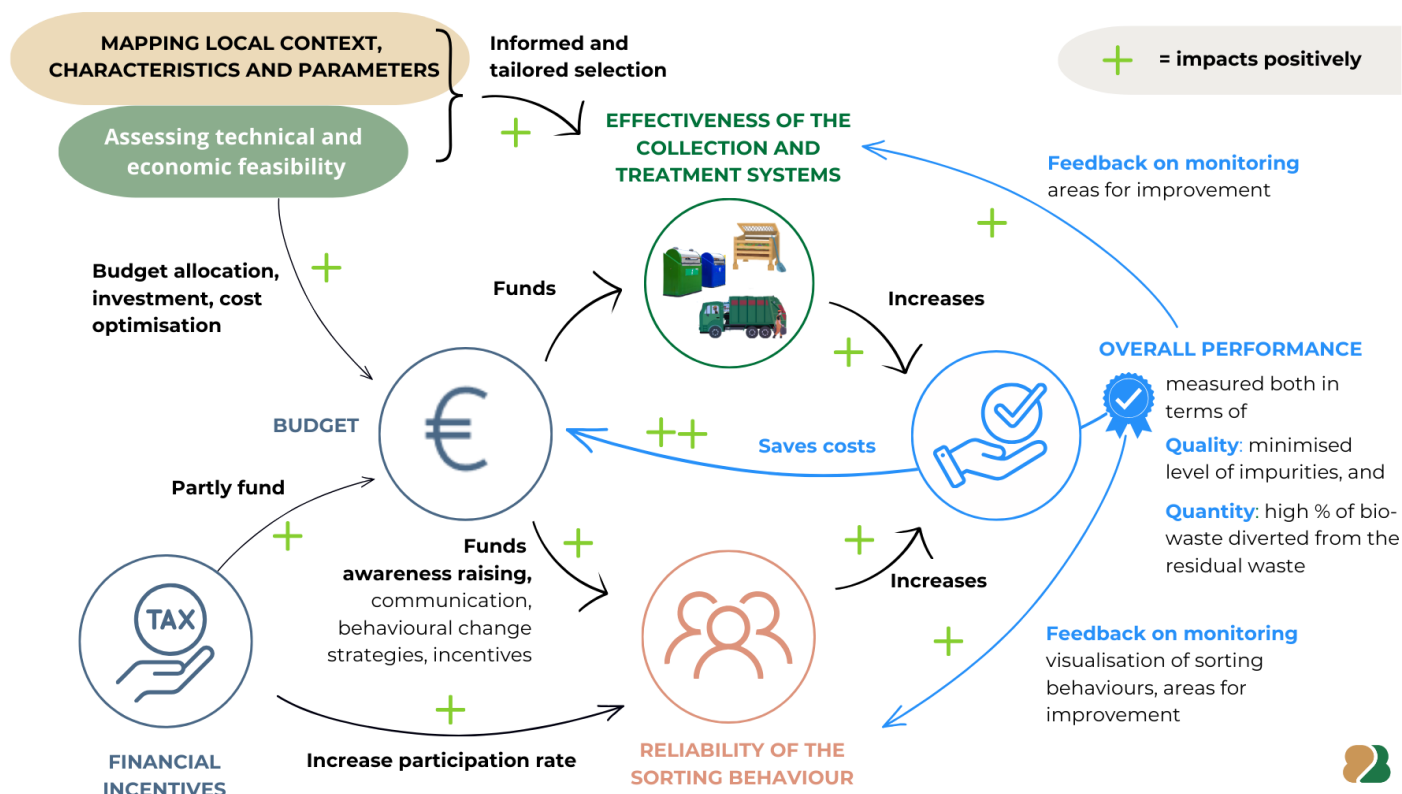 MAPPING LOCAL CONTEXT,
CHARACTERISTICS AND PARAMETERS
Assessing technical and
economic feasibility
Informed and
tailored selection
+ = impacts positively
+
EFFECTIVENESS OF THE
COLLECTION AND
TREATMENT SYSTEMS
Feedback on monitoring
areas for improvement
+
Budget allocation,
investment, cost
optimisation
+
Funds
Increases
+
OVERALL PERFORMANCE
measured both in
terms of
Quality: minimised
level of impurities, and
Quantity: high % of bio-
waste diverted from the
residual waste
BUDGET
€
++
Saves costs
Partly fund
+
Funds
awareness raising,
communication,
behavioural change
strategies, incentives
+
+
Increases
+
Feedback on monitoring
visualisation of sorting
behaviours, areas for
improvement
TAX
+
Increase participation rate
FINANCIAL
INCENTIVES
RELIABILITY OF THE
SORTING BEHAVIOUR